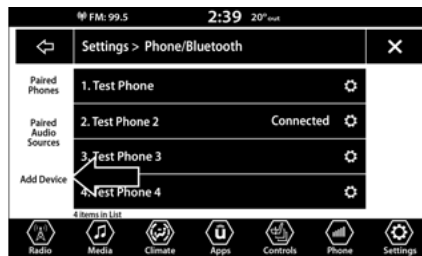 FM: 99.5 2:39 20° out
Settings > Phone/Bluetooth X
Paired
Phones
1. Test Phone
Paired
Audio
Sources
2. Test Phone 2 Connected
3. Test Phone 3
Add Device
4. Test Phone 4
4 items in List
Radio Media Climate Apps Controls Phone Settings